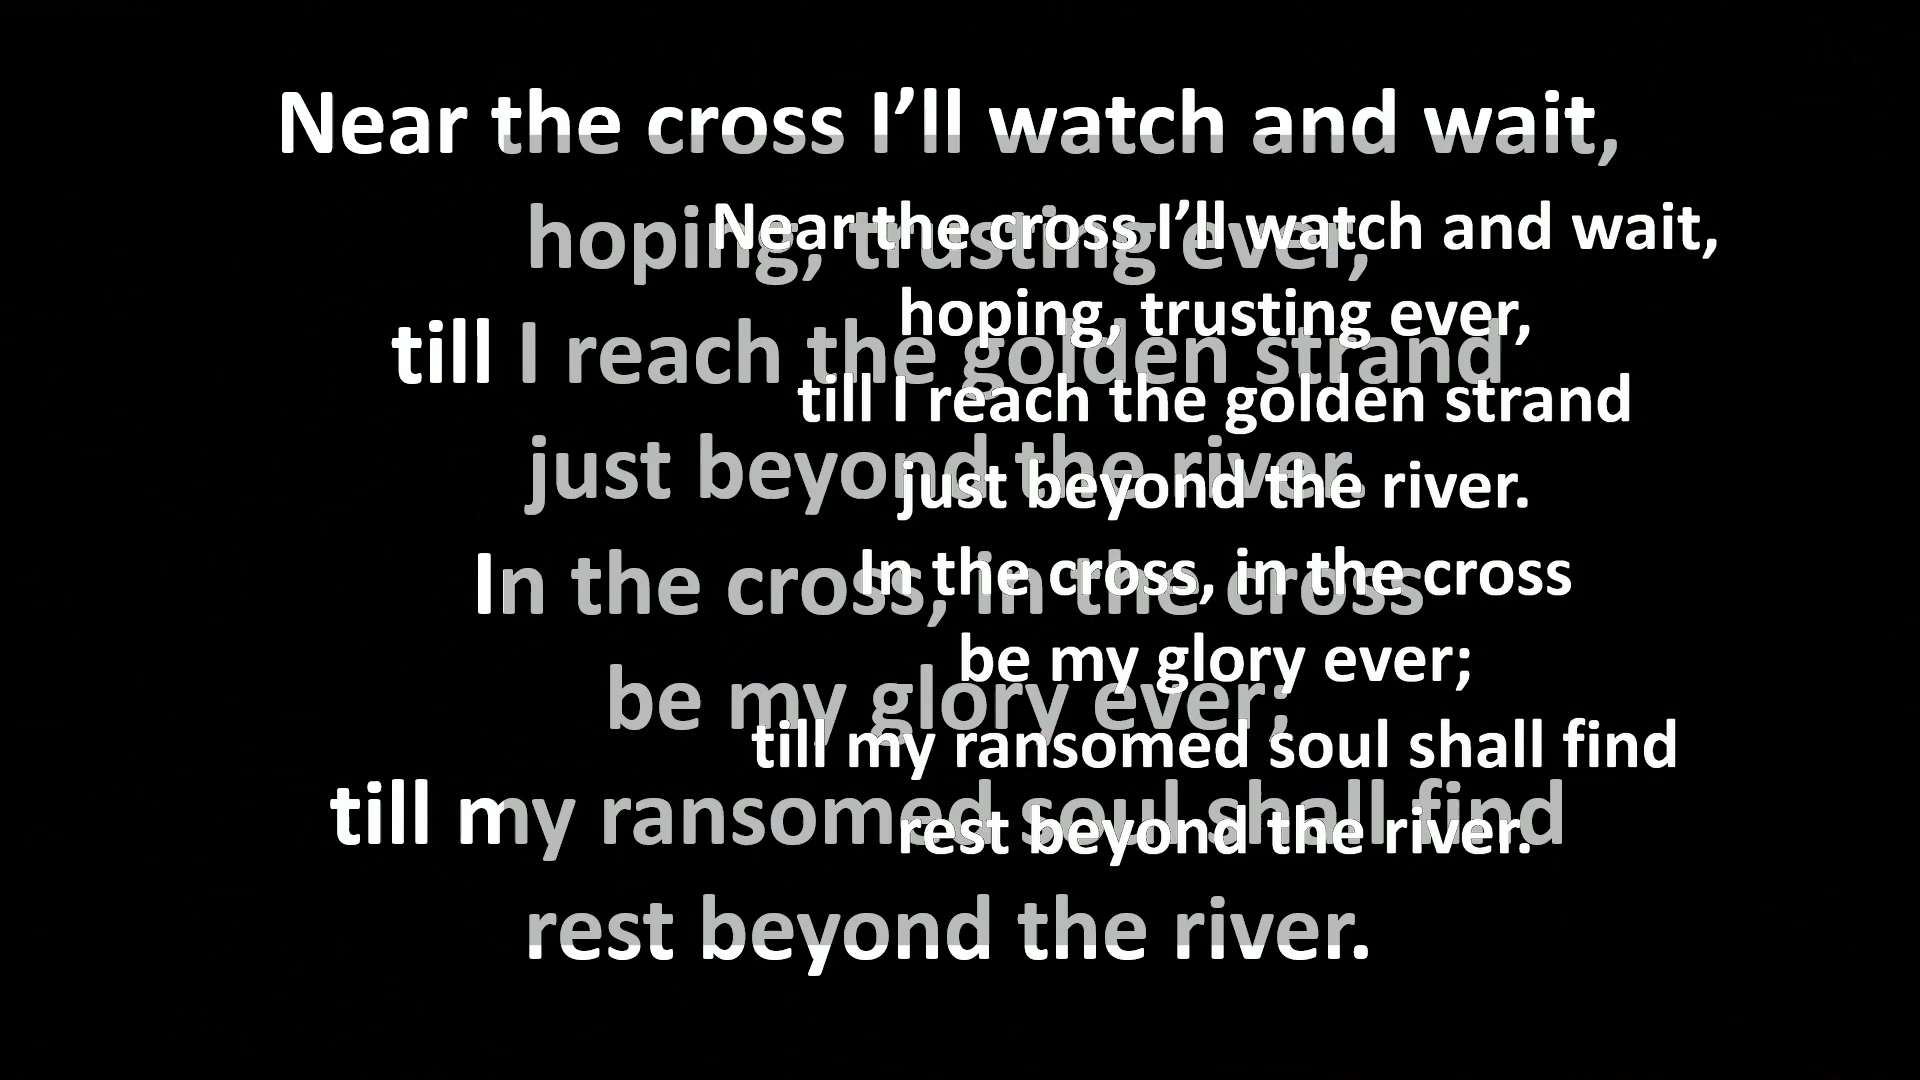 Near the cross I’ll watch and wait,
hoping, trusting ever,
till I reach the golden strand
just beyond the river.
In the cross, in the cross
be my glory ever;
till my ransomed soul shall find
rest beyond the river.
Near the cross I’ll watch and wait,
hoping, trusting ever,
till I reach the golden strand
just beyond the river.
In the cross, in the cross
be my glory ever;
till my ransomed soul shall find
rest beyond the river.